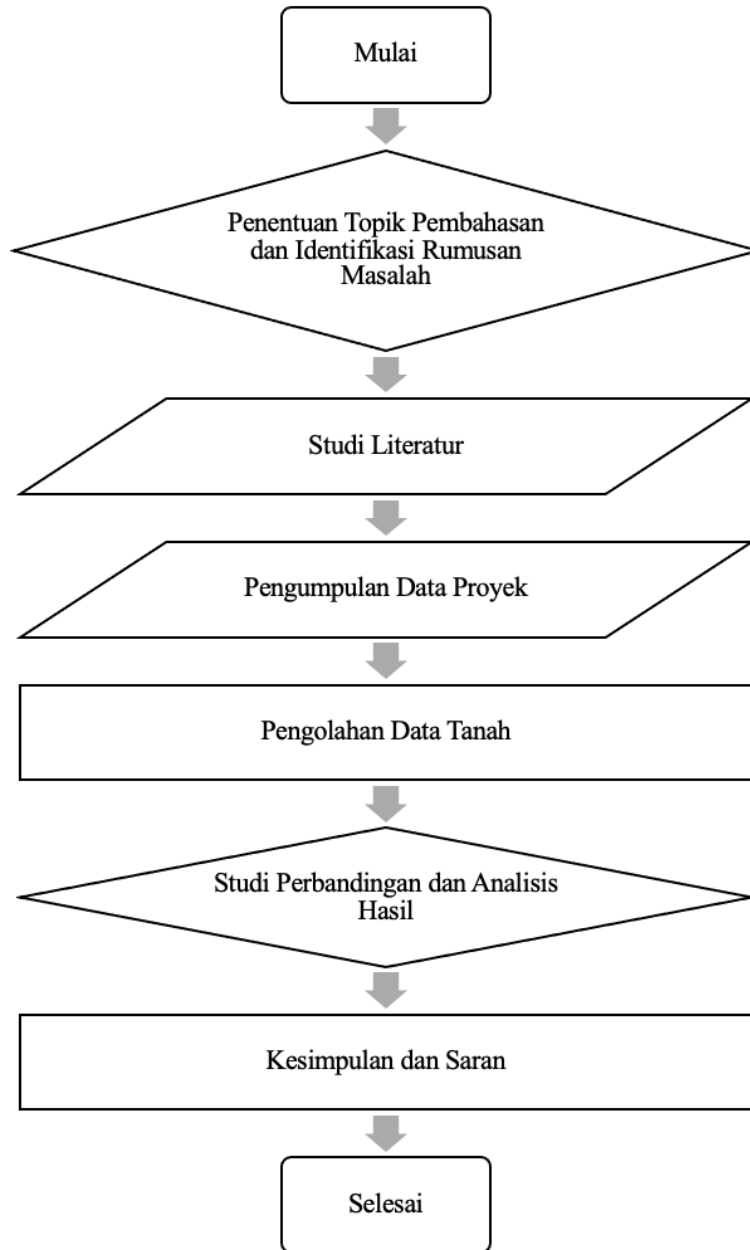 Mulai
Penentuan Topik Pembahasan
dan Identifikasi Rumusan
Masalah
Studi Literatur
Pengumpulan Data Proyek
Pengolahan Data Tanah
Studi Perbandingan dan Analisis
Hasil
Kesimpulan dan Saran
Selesai